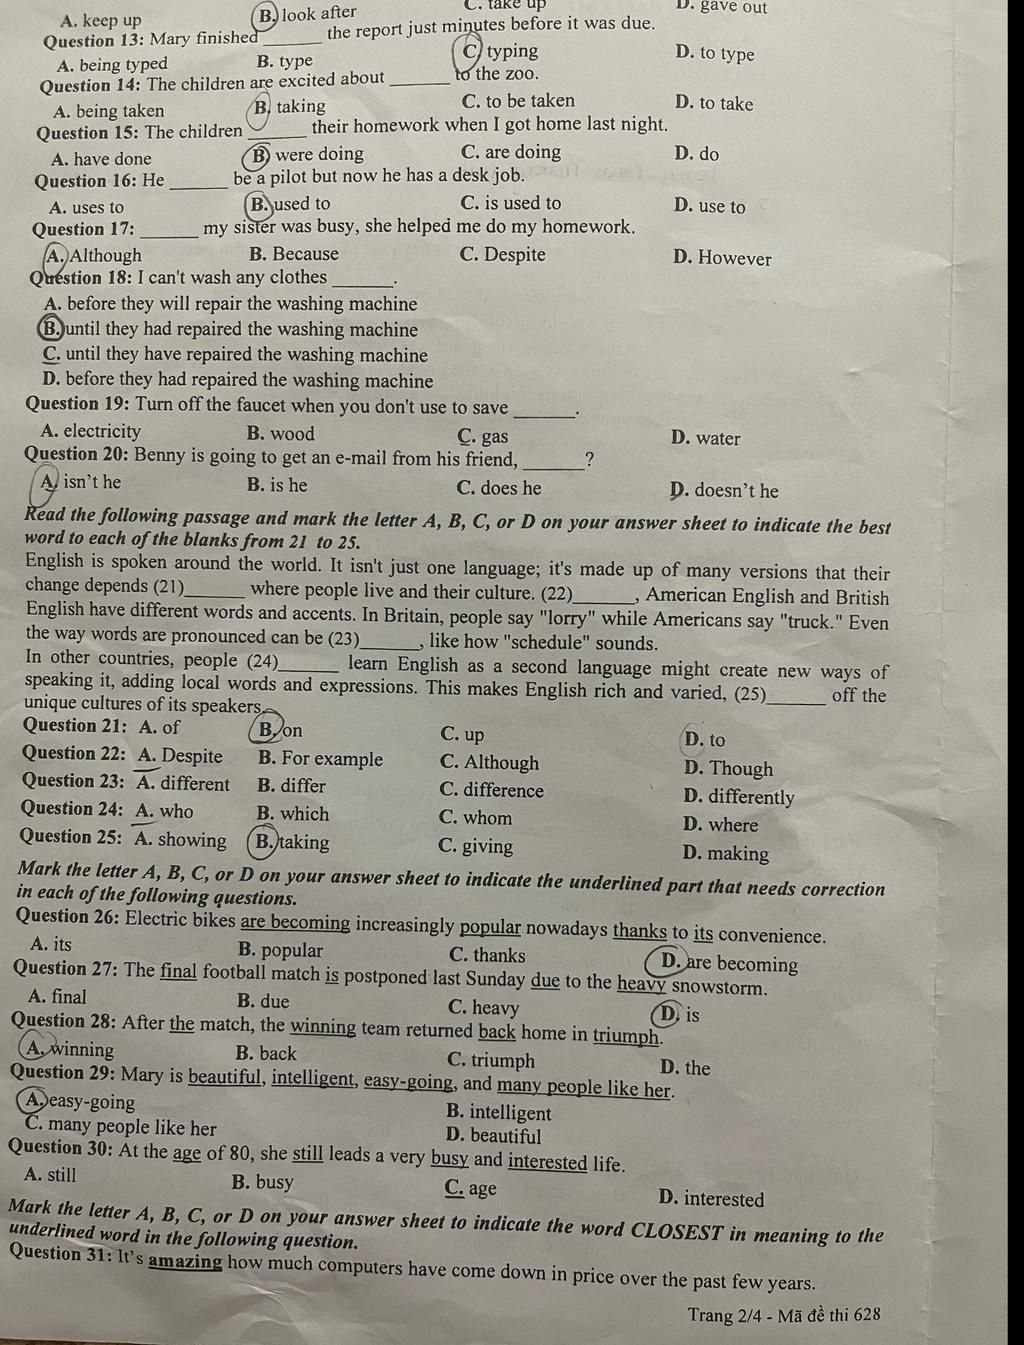 A. keep up B. look after C. take up D. gave out
Question 13: Mary finished ______ the report just minutes before it was due.
A. being typed B. type C. typing D. to type
Question 14: The children are excited about ______ to the zoo.
A. being taken B. taking C. to be taken D. to take
Question 15: The children ______ their homework when I got home last night.
A. have done B. were doing C. are doing D. do
Question 16: He ______ be a pilot but now he has a desk job.
A. uses to B. used to C. is used to D. use to
Question 17: ______ my sister was busy, she helped me do my homework.
A. Although B. Because C. Despite D. However
Question 18: I can't wash any clothes ______.
A. before they will repair the washing machine
B. until they had repaired the washing machine
C. until they have repaired the washing machine
D. before they had repaired the washing machine
Question 19: Turn off the faucet when you don't use to save ______.
A. electricity B. wood C. gas D. water
Question 20: Benny is going to get an e-mail from his friend, ______?
A. isn't he B. is he C. does he D. doesn't he
Read the following passage and mark the letter A, B, C, or D on your answer sheet to indicate the best
word to each of the blanks from 21 to 25.
English is spoken around the world. It isn't just one language; it's made up of many versions that their
change depends (21)______ where people live and their culture. (22)______, American English and British
English have different words and accents. In Britain, people say "lorry" while Americans say "truck." Even
the way words are pronounced can be (23)______, like how "schedule" sounds.
In other countries, people (24)______ learn English as a second language might create new ways of
speaking it, adding local words and expressions. This makes English rich and varied, (25)______ off the
unique cultures of its speakers.
Question 21: A. of B. on C. up D. to
Question 22: A. Despite B. For example C. Although D. Though
Question 23: A. different B. differ C. difference D. differently
Question 24: A. who B. which C. whom D. where
Question 25: A. showing B. taking C. giving D. making
Mark the letter A, B, C, or D on your answer sheet to indicate the underlined part that needs correction
in each of the following questions.
Question 26: Electric bikes are becoming increasingly popular nowadays thanks to its convenience.
A. its B. popular C. thanks D. are becoming
Question 27: The final football match is postponed last Sunday due to the heavy snowstorm.
A. final B. due C. heavy D. is
Question 28: After the match, the winning team returned back home in triumph.
A. winning B. back C. triumph D. the
Question 29: Mary is beautiful, intelligent, easy-going, and many people like her.
A. easy-going B. intelligent
C. many people like her D. beautiful
Question 30: At the age of 80, she still leads a very busy and interested life.
A. still B. busy C. age D. interested
Mark the letter A, B, C, or D on your answer sheet to indicate the word CLOSEST in meaning to the
underlined word in the following question.
Question 31: It's amazing how much computers have come down in price over the past few years.
Trang 2/4 - Mã đề thi 628